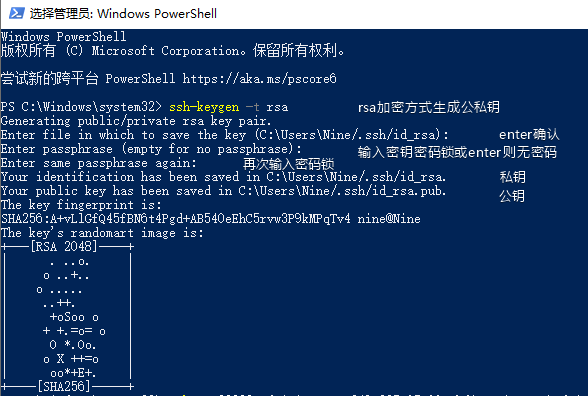 选择管理员: Windows PowerShell
Windows PowerShell
版权所有 (C) Microsoft Corporation。保留所有权利。
尝试新的跨平台 PowerShell https://aka.ms/pscore6
PS C:\Windows\system32> ssh-keygen -t rsa rsa加密方式生成公私钥
Generating public/private rsa key pair.
Enter file in which to save the key (C:\Users\Nine/.ssh/id_rsa): enter确认
Enter passphrase (empty for no passphrase): 输入密钥密码锁或enter则无密码
Enter same passphrase again: 再次输入密码锁
Your identification has been saved in C:\Users\Nine/.ssh/id_rsa. 私钥
Your public key has been saved in C:\Users\Nine/.ssh/id_rsa.pub. 公钥
The key fingerprint is:
SHA256:A+vLlGfQ45fBN6t4Pgd+AB54OeEhC5rvw3P9kMPqTv4 nine@Nine
The key's randomart image is:
+---[RSA 2048]----+
| . ..o. |
| o ..+.. |
| o ..... |
| ..++. |
| +oSoo o |
| + +.=o= o |
| O *.Oo. |
| o X ++=o |
| oo*+E+. |
+----[SHA256]-----+